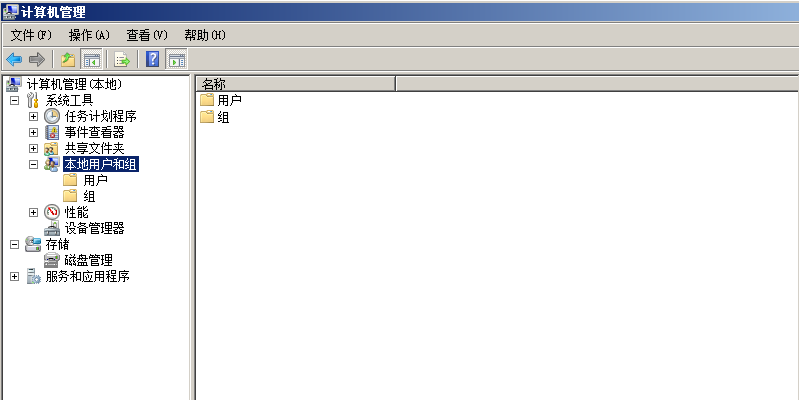 计算机管理
文件(F) 操作(A) 查看(V) 帮助(H)
计算机管理(本地)
系统工具
任务计划程序
事件查看器
共享文件夹
本地用户和组
用户
组
性能
设备管理器
存储
磁盘管理
服务和应用程序
名称
用户
组